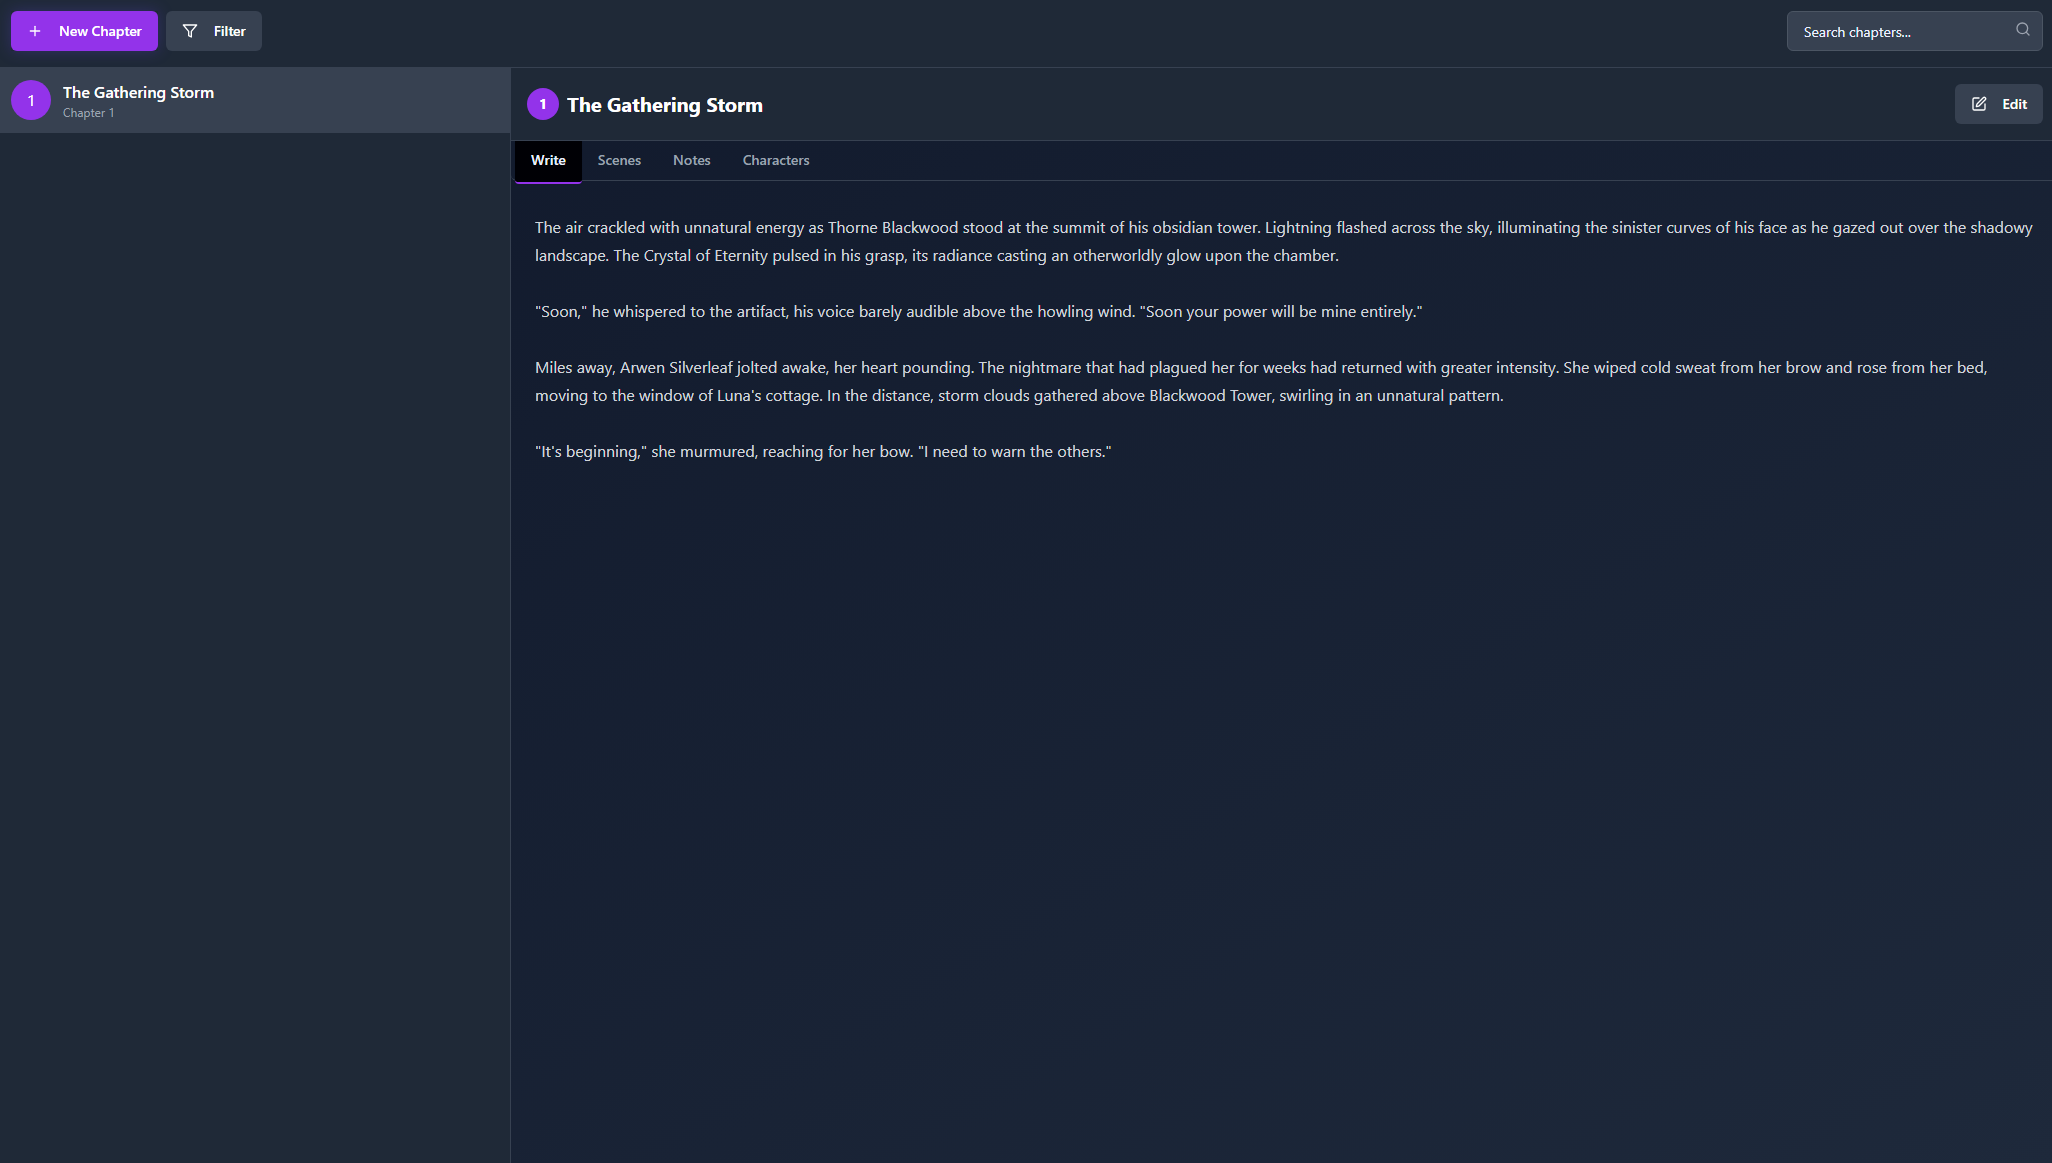 New Chapter
Filter
Search chapters...
1
The Gathering Storm
Chapter 1
1
The Gathering Storm
Edit
Write
Scenes
Notes
Characters
The air crackled with unnatural energy as Thorne Blackwood stood at the summit of his obsidian tower. Lightning flashed across the sky, illuminating the sinister curves of his face as he gazed out over the shadowy
landscape. The Crystal of Eternity pulsed in his grasp, its radiance casting an otherworldly glow upon the chamber.
"Soon," he whispered to the artifact, his voice barely audible above the howling wind. "Soon your power will be mine entirely."
Miles away, Arwen Silverleaf jolted awake, her heart pounding. The nightmare that had plagued her for weeks had returned with greater intensity. She wiped cold sweat from her brow and rose from her bed,
moving to the window of Luna's cottage. In the distance, storm clouds gathered above Blackwood Tower, swirling in an unnatural pattern.
"It's beginning," she murmured, reaching for her bow. "I need to warn the others."